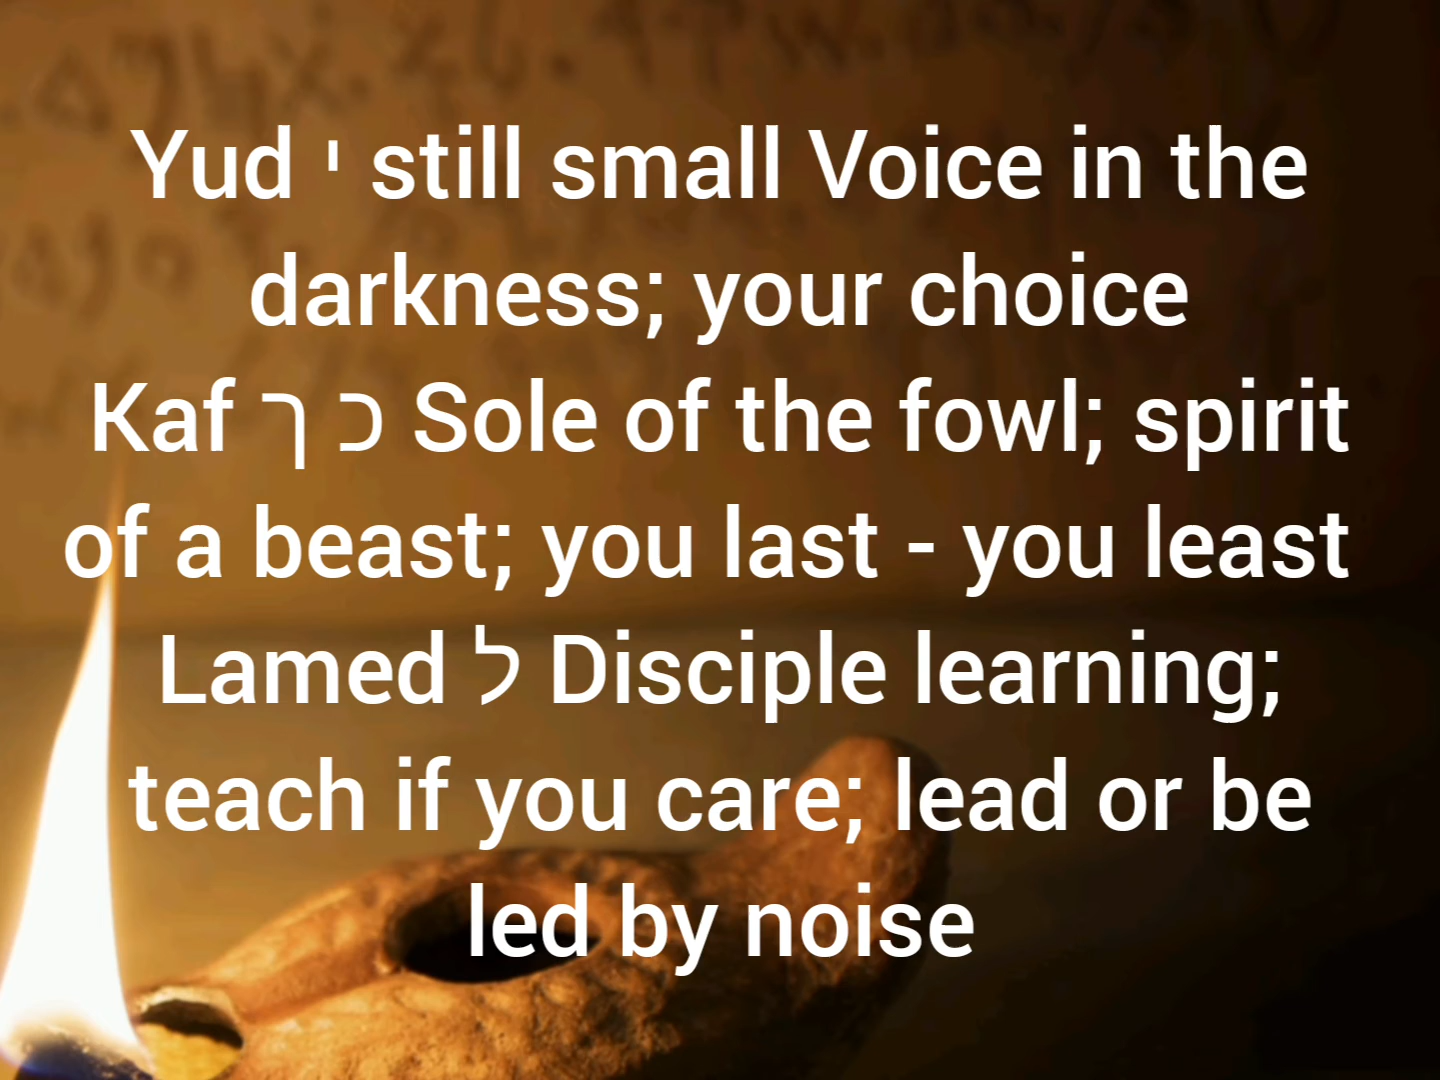 Yud י still small Voice in the
darkness; your choice
Kaf כ ך Sole of the fowl; spirit
of a beast; you last - you least
Lamed ל Disciple learning;
teach if you care; lead or be
led by noise